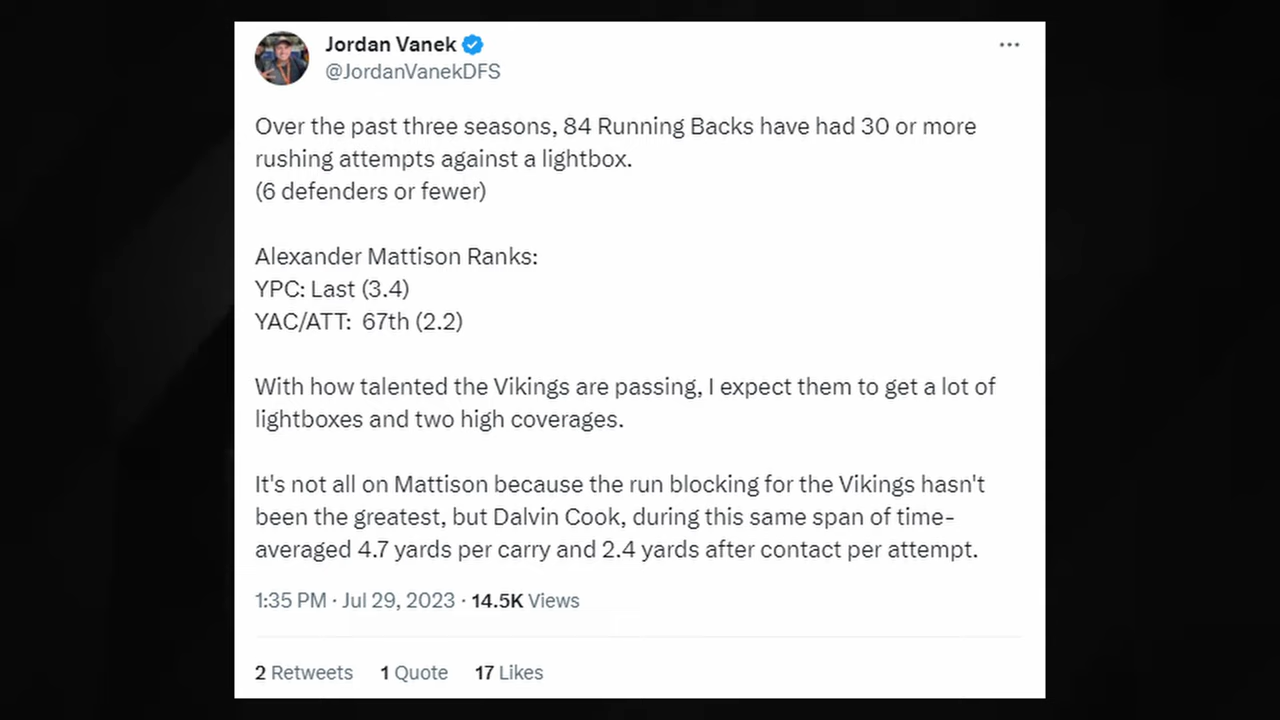 Jordan Vanek
@JordanVanekDFS
Over the past three seasons, 84 Running Backs have had 30 or more
rushing attempts against a lightbox.
(6 defenders or fewer)
Alexander Mattison Ranks:
YPC: Last (3.4)
YAC/ATT:  67th (2.2)
With how talented the Vikings are passing, I expect them to get a lot of
lightboxes and two high coverages.
It's not all on Mattison because the run blocking for the Vikings hasn't
been the greatest, but Dalvin Cook, during this same span of time-
averaged 4.7 yards per carry and 2.4 yards after contact per attempt.
1:35 PM · Jul 29, 2023 · 14.5K Views
2 Retweets 1 Quote 17 Likes